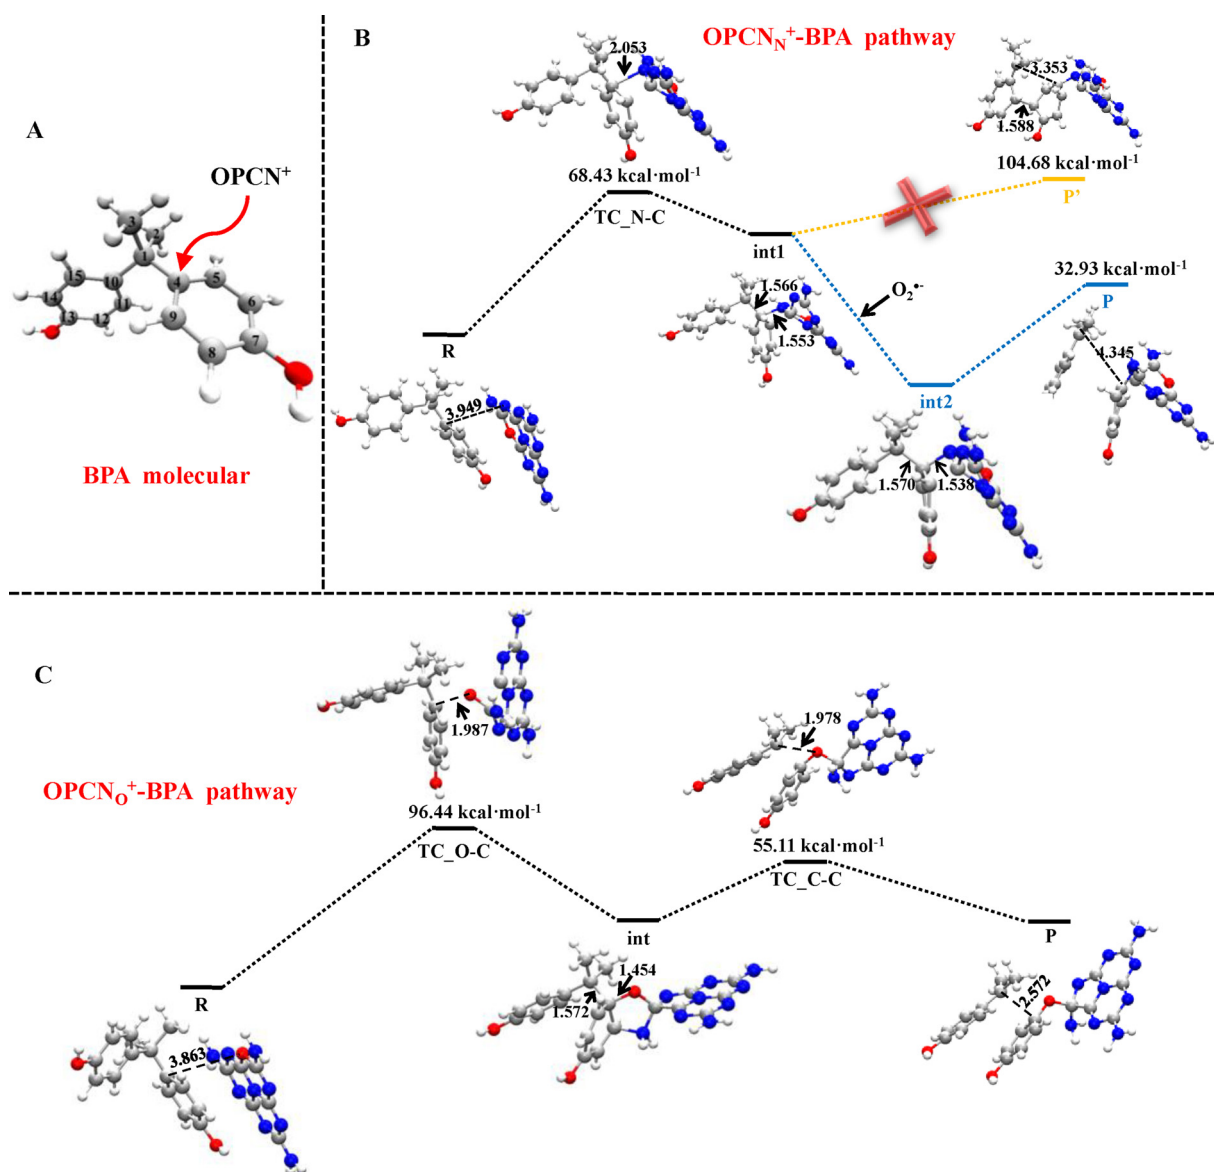 A
OPCN⁺
3
2
1
15
10
4
5
14
11
6
13
12
9
7
8
BPA molecular
B
OPCN_N⁺-BPA pathway
2.053
68.43 kcal·mol⁻¹
TC_N-C
3.353
1.588
104.68 kcal·mol⁻¹
P'
int1
1.566
1.553
O₂•⁻
32.93 kcal·mol⁻¹
P
4.345
R
3.949
int2
1.570
1.538
C
OPCN_O⁺-BPA pathway
1.987
96.44 kcal·mol⁻¹
TC_O-C
1.978
55.11 kcal·mol⁻¹
TC_C-C
int
1.454
1.572
P
2.572
R
3.863